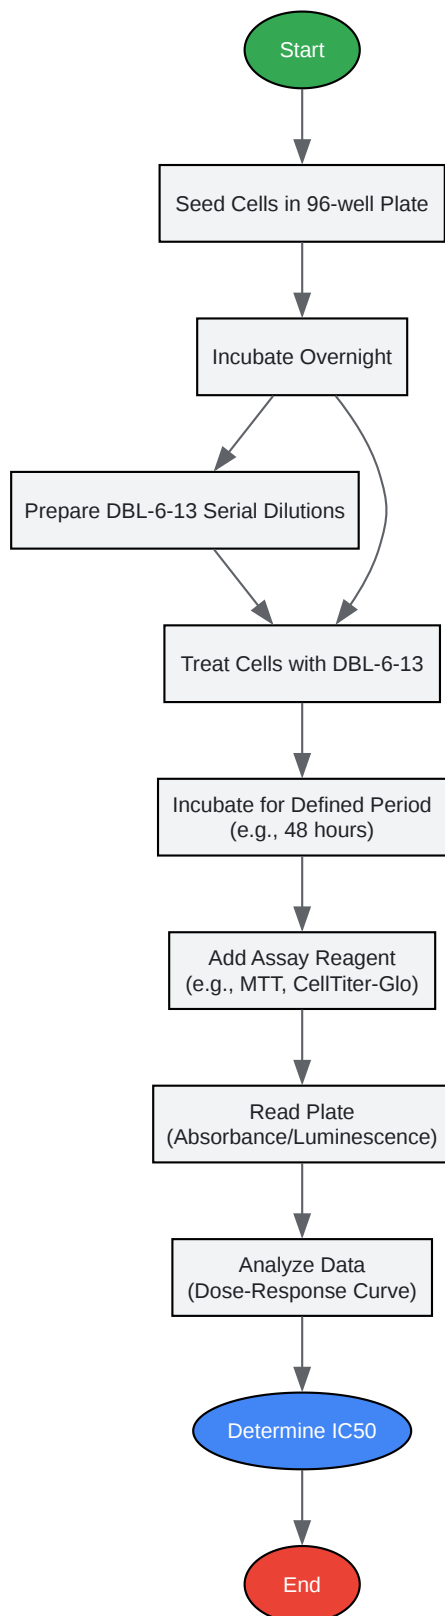 Start
Seed Cells in 96-well Plate
Incubate Overnight
Prepare DBL-6-13 Serial Dilutions
Treat Cells with DBL-6-13
Incubate for Defined Period
(e.g., 48 hours)
Add Assay Reagent
(e.g., MTT, CellTiter-Glo)
Read Plate
(Absorbance/Luminescence)
Analyze Data
(Dose-Response Curve)
Determine IC50
End